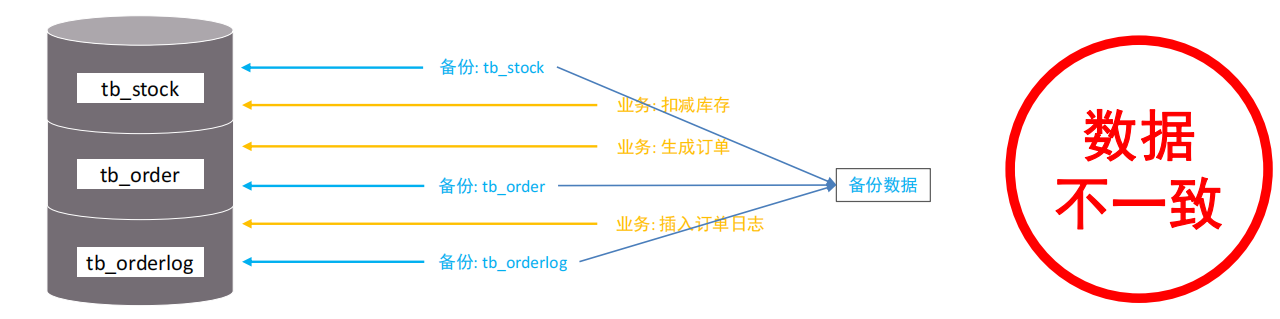 tb_stock
tb_order
tb_orderlog
备份: tb_stock
业务: 扣减库存
业务: 生成订单
备份: tb_order
业务: 插入订单日志
备份: tb_orderlog
备份数据
数据
不一致